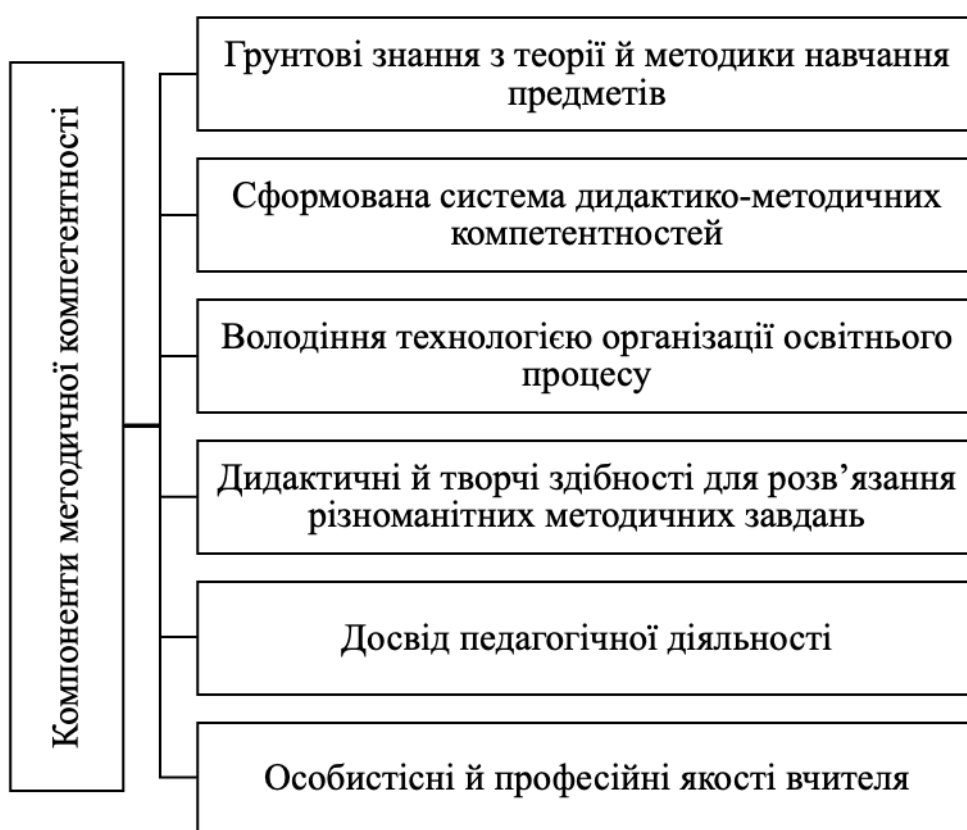 Компоненти методичної компетентності
Грунтові знання з теорії й методики навчання
предметів
Сформована система дидактико-методичних
компетентностей
Володіння технологією організації освітнього
процесу
Дидактичні й творчі здібності для розв’язання
різноманітних методичних завдань
Досвід педагогічної діяльності
Особистісні й професійні якості вчителя